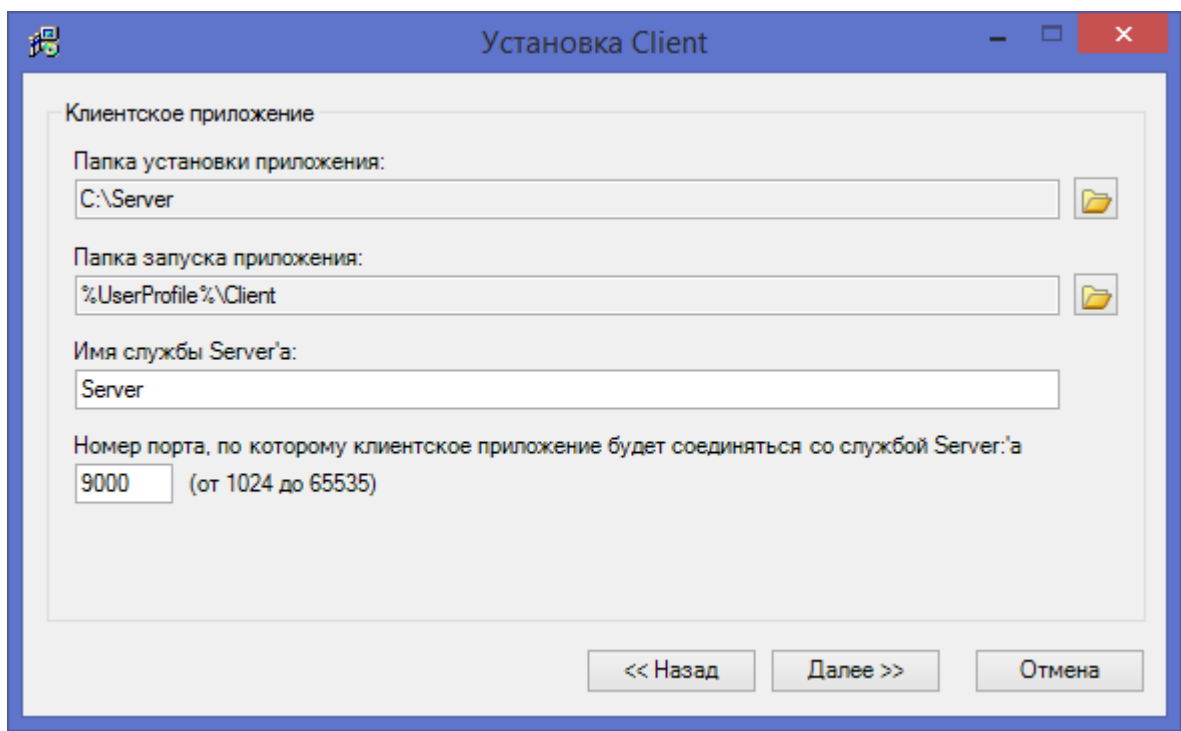 Установка Client
Клиентское приложение
Папка установки приложения:
C:\Server
Папка запуска приложения:
%UserProfile%\Client
Имя службы Server'а:
Server
Номер порта, по которому клиентское приложение будет соединяться со службой Server:'а
9000 (от 1024 до 65535)
<< Назад Далее >> Отмена